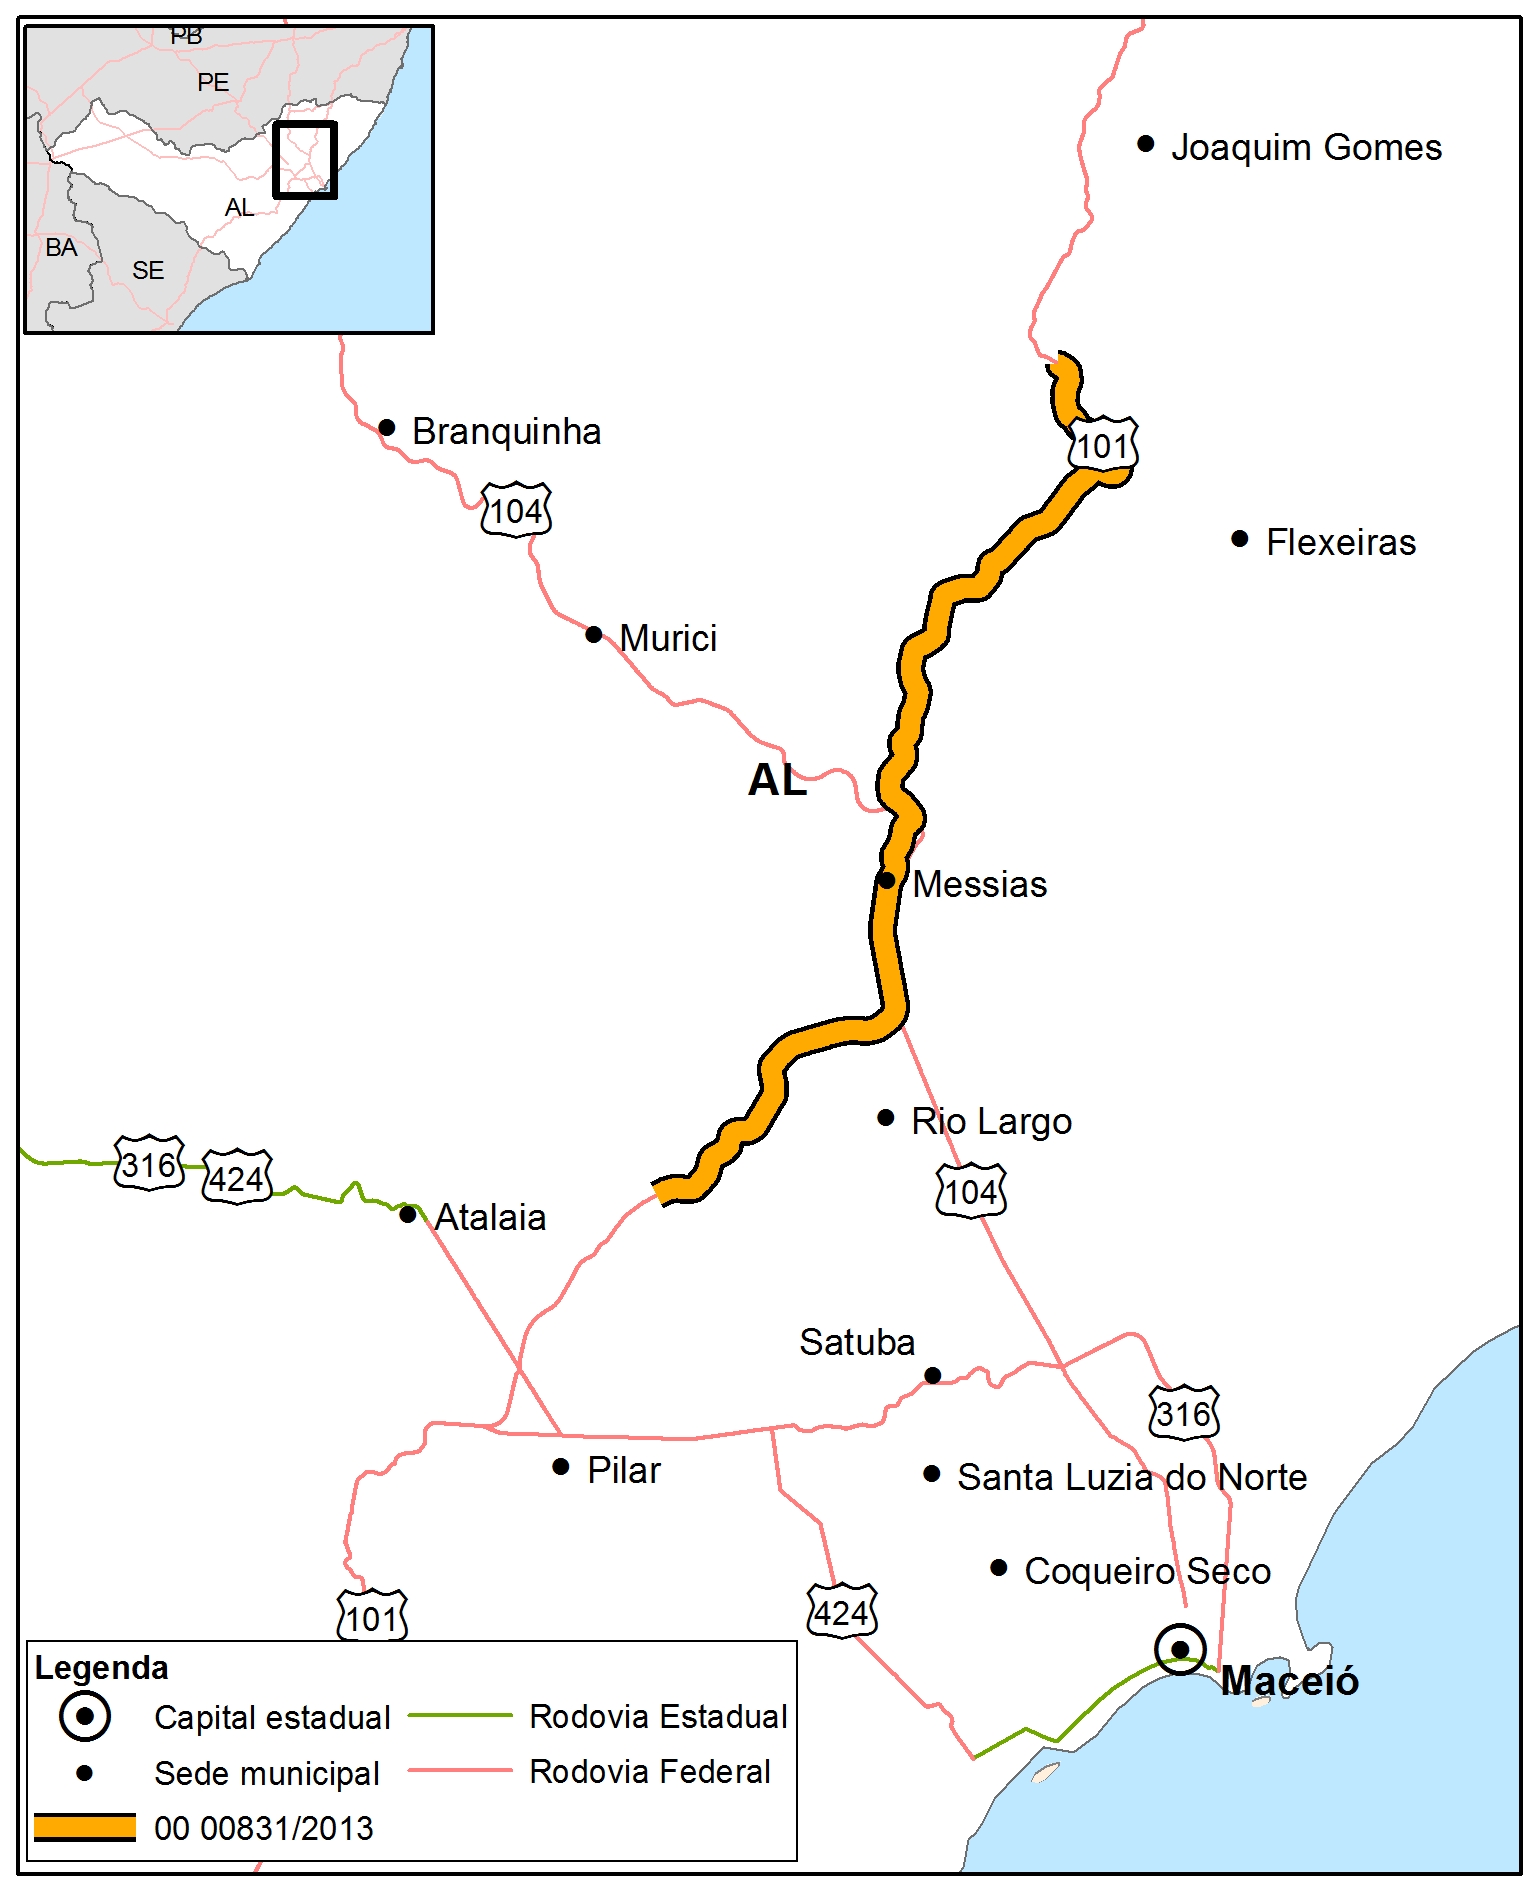 PB
PE
AL
BA
SE
Joaquim Gomes
Branquinha
101
104
Flexeiras
Murici
AL
Messias
Rio Largo
316
424
104
Atalaia
Satuba
316
Pilar
Santa Luzia do Norte
Coqueiro Seco
101
424
Maceió
Legenda
Capital estadual
Rodovia Estadual
Sede municipal
Rodovia Federal
00 00831/2013